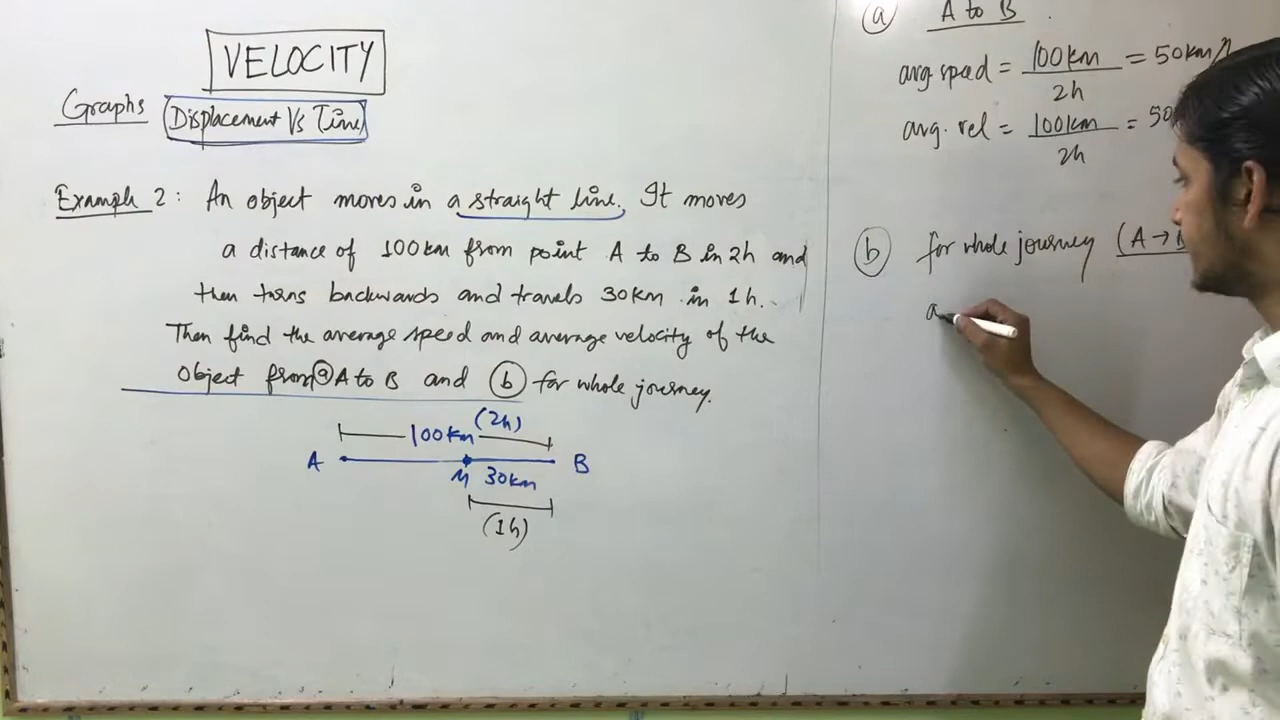 VELOCITY
Graphs Displacement Vs Time
Example 2: An object moves in a straight line. It moves
a distance of 100km from point A to B in 2h and
then turns backwards and travels 30km in 1h.
Then find the average speed and average velocity of the
object from (a) A to B and (b) for whole journey.
(2h)
100km
A B
M 30km
(1h)
(a) A to B
avg speed = 100km / 2h = 50km/
avg. vel = 100km / 2h = 50
(b) for whole journey (A→
a